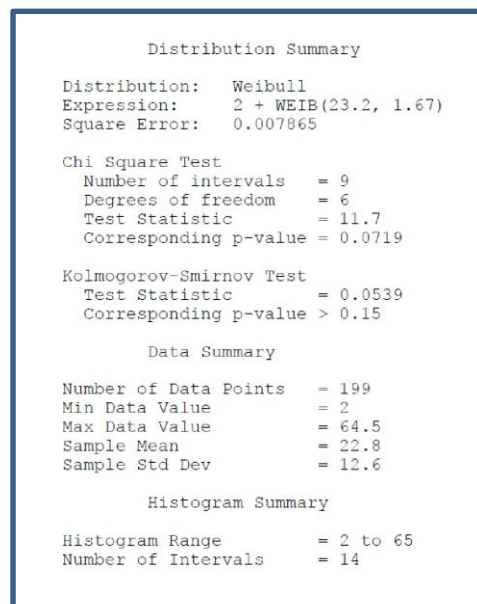 Distribution Summary
Distribution: Weibull
Expression: 2 + WEIB(23.2, 1.67)
Square Error: 0.007865
Chi Square Test
Number of intervals = 9
Degrees of freedom = 6
Test Statistic = 11.7
Corresponding p-value = 0.0719
Kolmogorov-Smirnov Test
Test Statistic = 0.0539
Corresponding p-value > 0.15
Data Summary
Number of Data Points = 199
Min Data Value = 2
Max Data Value = 64.5
Sample Mean = 22.8
Sample Std Dev = 12.6
Histogram Summary
Histogram Range = 2 to 65
Number of Intervals = 14